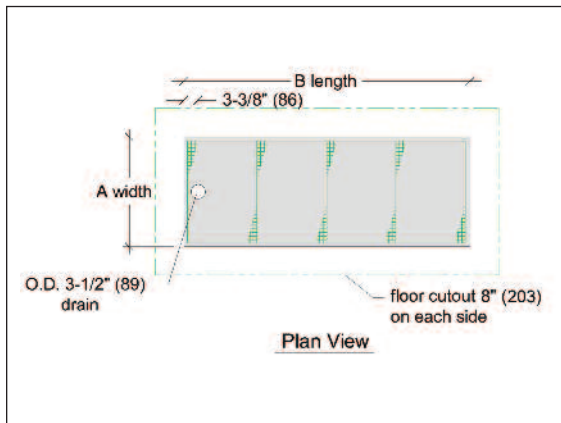 B length
3-3/8" (86)
A width
O.D. 3-1/2" (89)
drain
floor cutout 8" (203)
on each side
Plan View